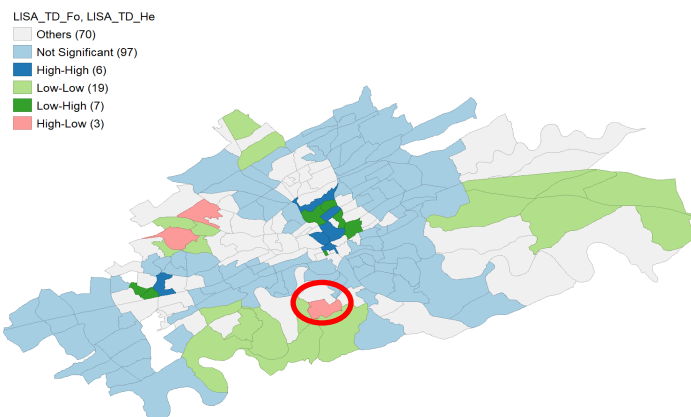 LISA_TD_Fo, LISA_TD_He
Others (70)
Not Significant (97)
High-High (6)
Low-Low (19)
Low-High (7)
High-Low (3)